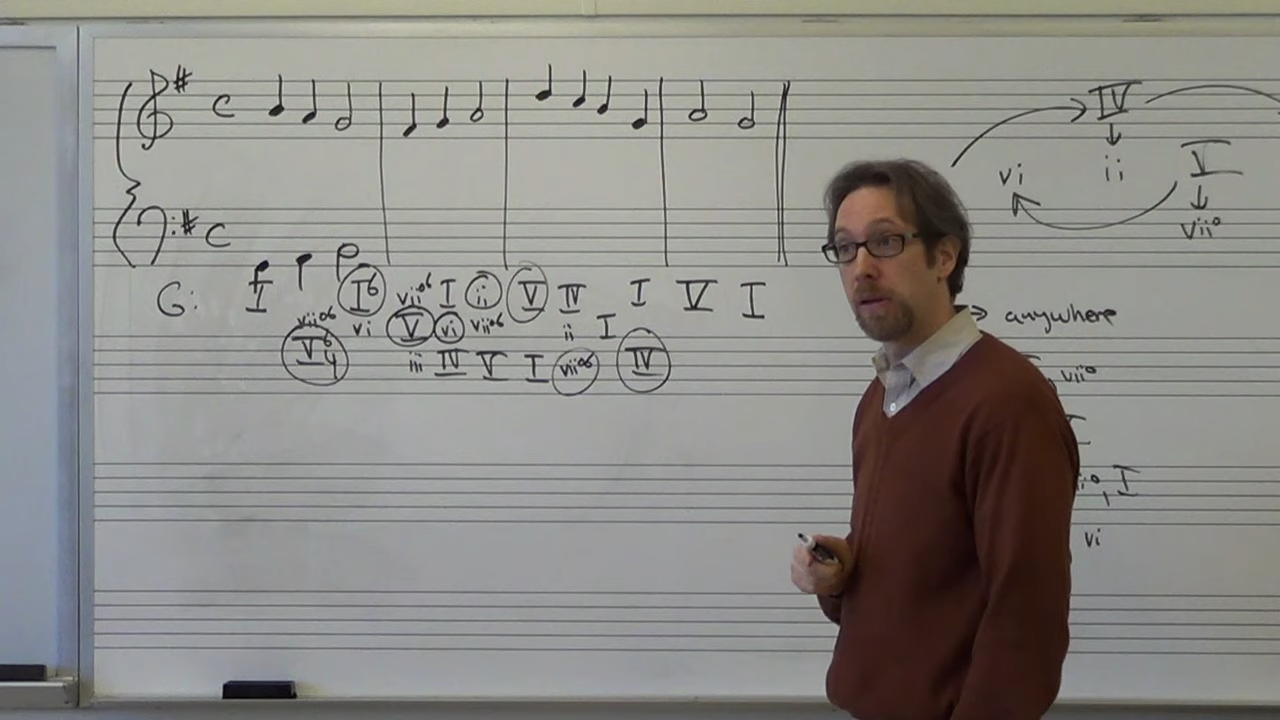 # C
IV
vi ii V
vii°
# C
G: I I6 vii°6 I ii V IV I V I
vii°6 vi V vi vii°6 ii I
V6/4 iii IV V I vii°6 IV
anywhere
vii°
I
vi